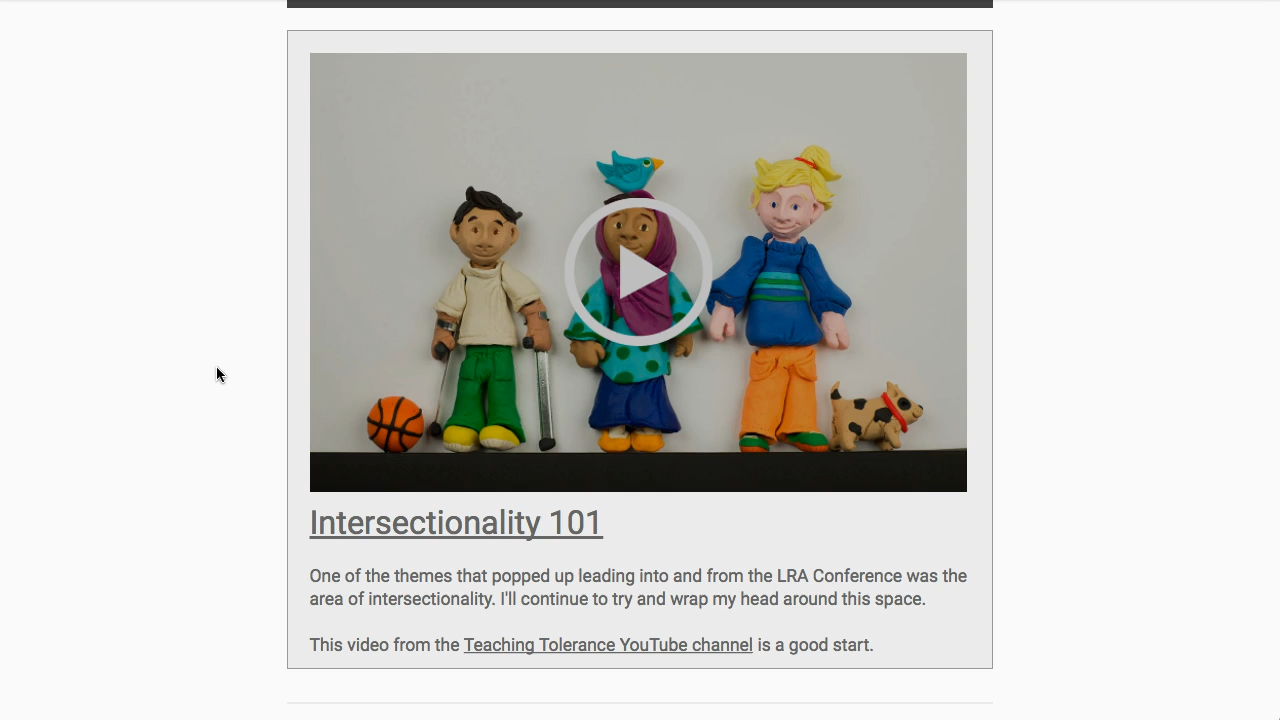 Intersectionality 101
One of the themes that popped up leading into and from the LRA Conference was the
area of intersectionality. I'll continue to try and wrap my head around this space.
This video from the Teaching Tolerance YouTube channel is a good start.